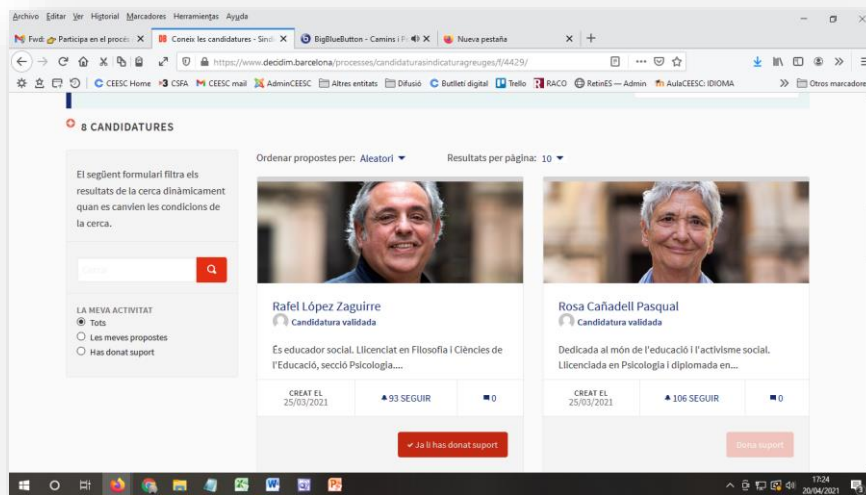 Archivo Editar Ver Historial Marcadores Herramientas Ayuda
Fwd: Participa en el procés
DB Coneix les candidatures - Sindi
BigBlueButton - Camins i P
Nueva pestaña
https://www.decidim.barcelona/processes/candidaturasindicaturagreuges/f/4429/
CEESC Home
CSFA
CEESC mail
AdminCEESC
Altres entitats
Difusió
Butlletí digital
Trello
RACO
RetinES — Admin
AulaCEESC: IDIOMA
Otros marcadores
8 CANDIDATURES
El següent formulari filtra els
resultats de la cerca dinàmicament
quan es canvien les condicions de
la cerca.
LA MEVA ACTIVITAT
Tots
Les meves propostes
Has donat suport
Ordenar propostes per: Aleatori
Resultats per pàgina: 10
Rafel López Zaguirre
Candidatura validada
És educador social. Llicenciat en Filosofia i Ciències de
l'Educació, secció Psicologia....
CREAT EL
25/03/2021
93 SEGUIR
0
✔ Ja li has donat suport
Rosa Cañadell Pasqual
Candidatura validada
Dedicada al món de l'educació i l'activisme social.
Llicenciada en Psicologia i diplomada en...
CREAT EL
25/03/2021
106 SEGUIR
0
Dona suport
17:24
20/04/2021